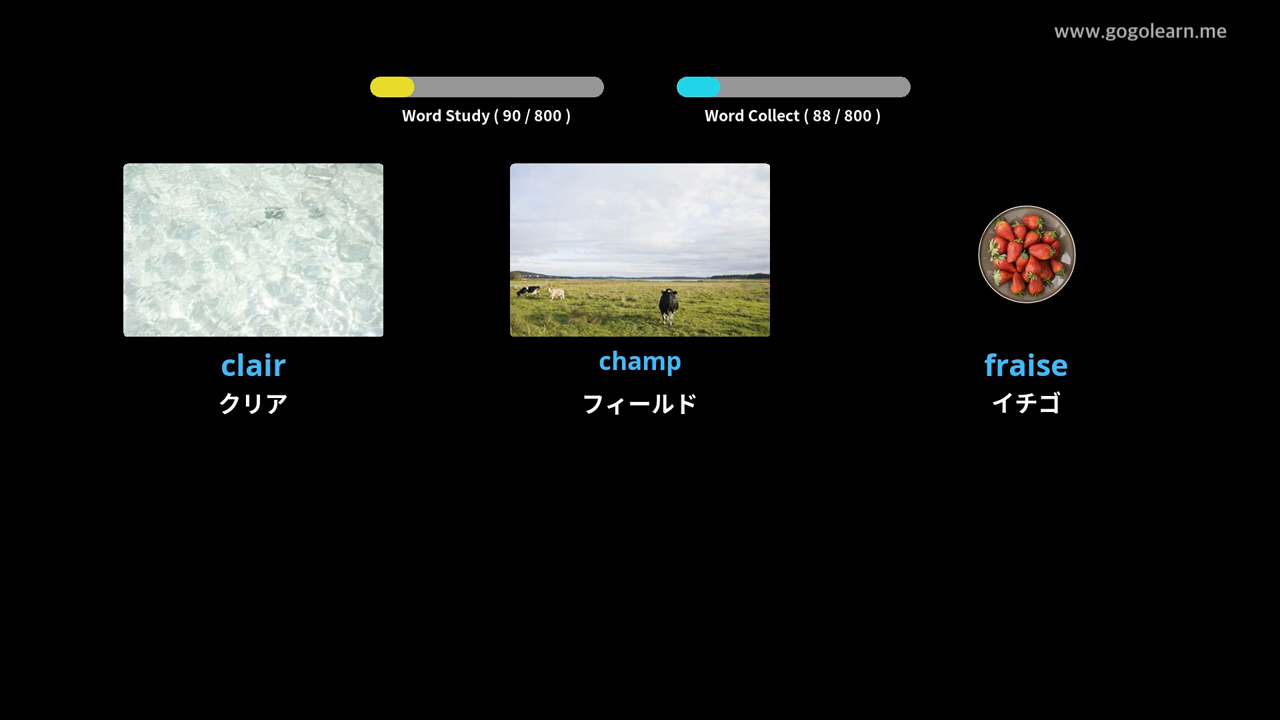 www.gogolearn.me
Word Study ( 90 / 800 )
Word Collect ( 88 / 800 )
clair
champ
fraise
クリア
フィールド
イチゴ